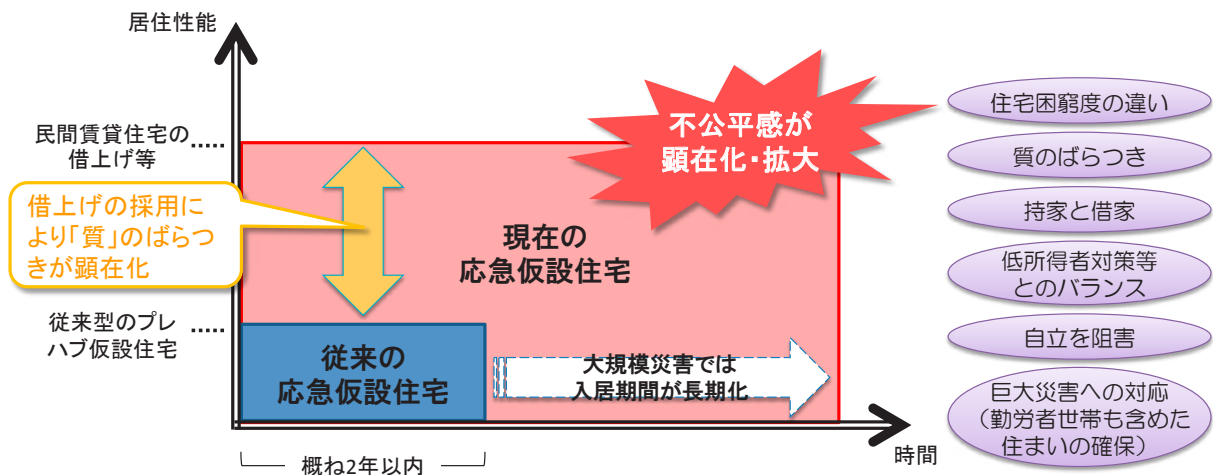 居住性能
民間賃貸住宅の
借上げ等
借上げの採用に
より「質」のばらつ
きが顕在化
従来型のプレ
ハブ仮設住宅
不公平感が
顕在化・拡大
現在の
応急仮設住宅
従来の
応急仮設住宅
大規模災害では
入居期間が長期化
概ね2年以内
時間
住宅困窮度の違い
質のばらつき
持家と借家
低所得者対策等
とのバランス
自立を阻害
巨大災害への対応
（勤労者世帯も含めた
住まいの確保）